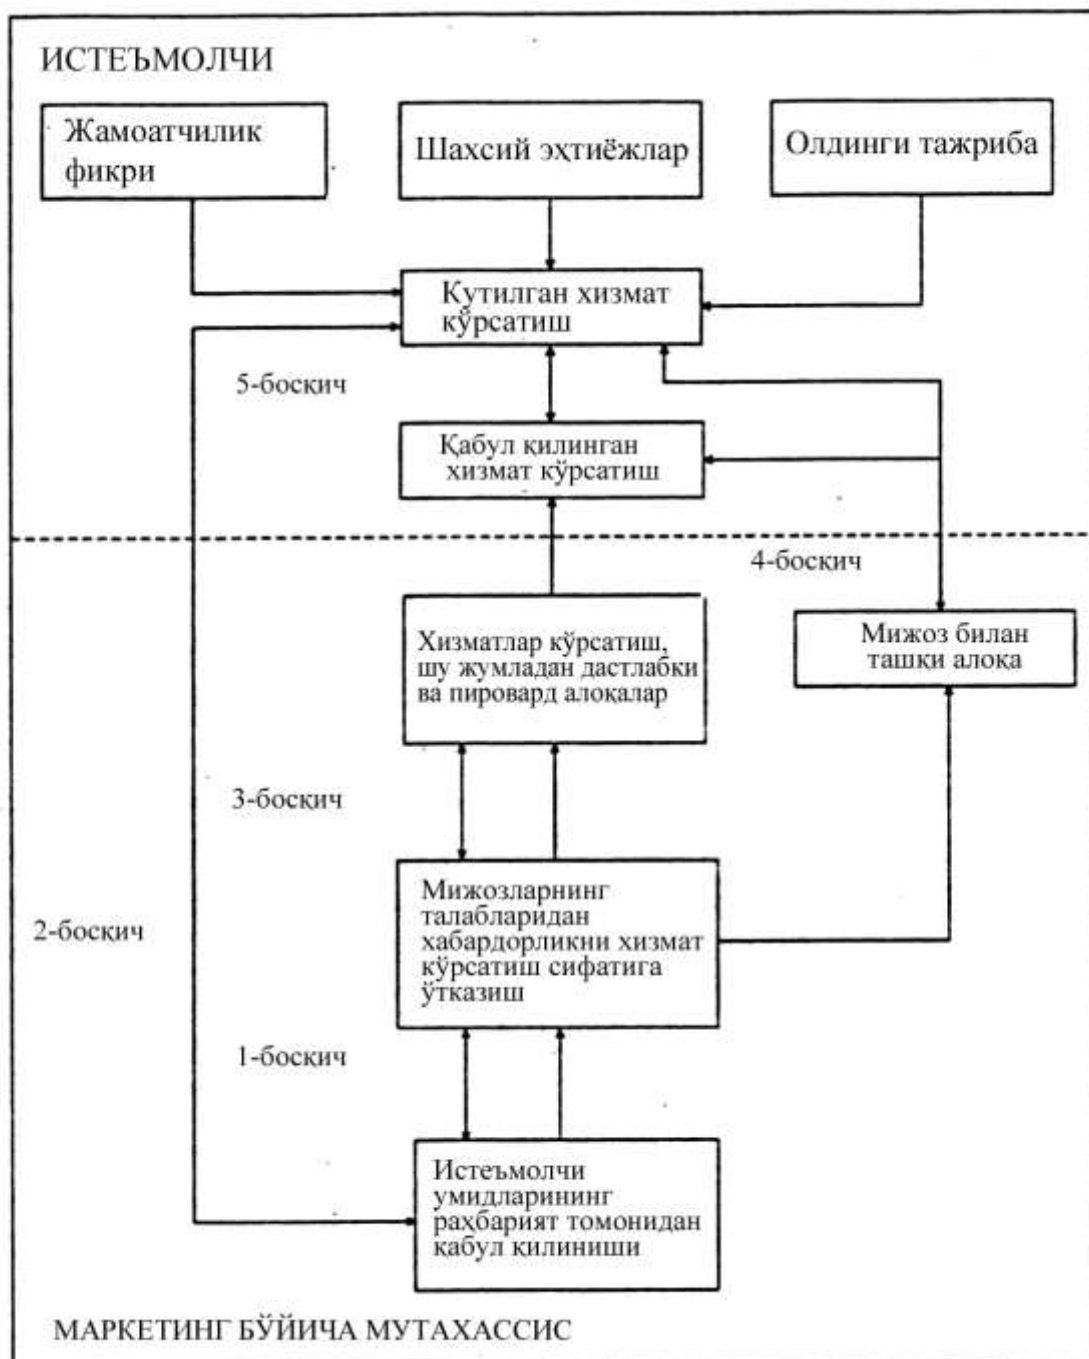 ИСТЕЪМОЛЧИ
Жамоатчилик
фикри
Шахсий эҳтиёжлар
Олдинги тажриба
Кутилган хизмат
кўрсатиш
5-босқич
Қабул қилинган
хизмат кўрсатиш
4-босқич
Хизматлар кўрсатиш,
шу жумладан дастлабки
ва пировард алоқалар
Мижоз билан
ташқи алоқа
3-босқич
Мижозларнинг
талабларидан
хабардорликни хизмат
кўрсатиш сифатига
ўтказиш
2-босқич
1-босқич
Истеъмолчи
умидларининг
раҳбарият томонидан
қабул қилиниши
МАРКЕТИНГ БЎЙИЧА МУТАХАССИС